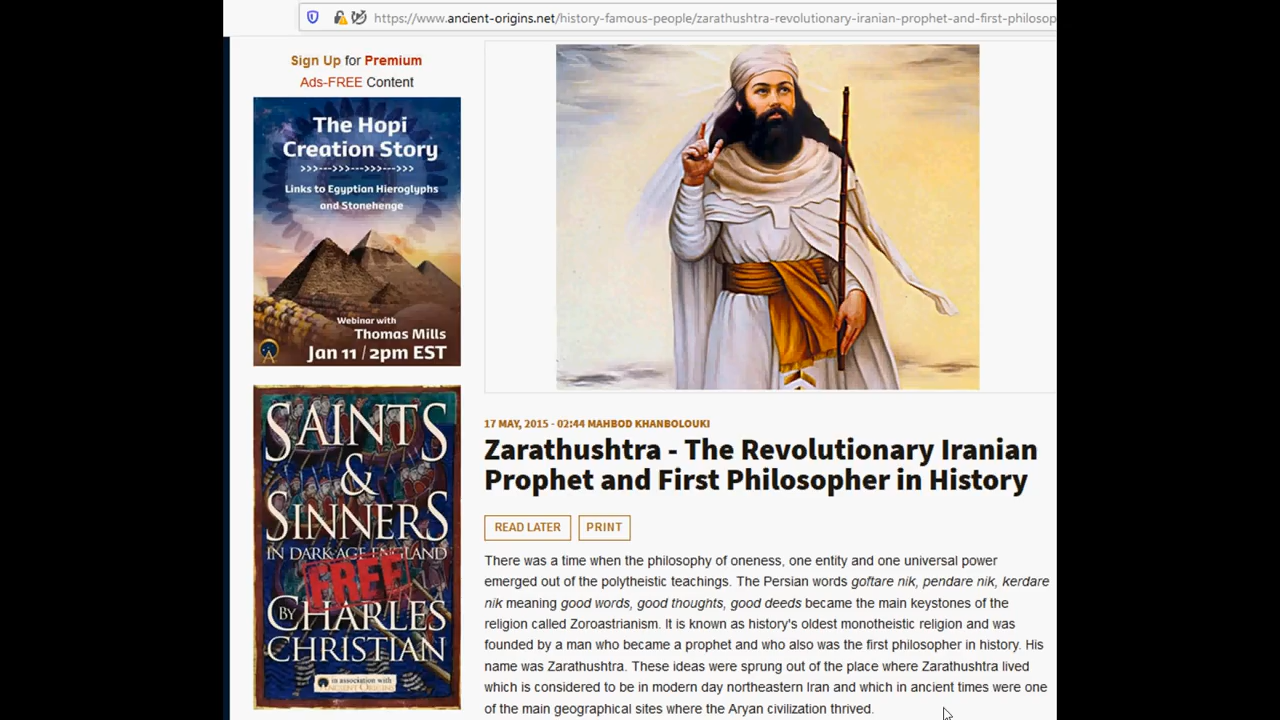 https://www.ancient-origins.net/history-famous-people/zarathushtra-revolutionary-iranian-prophet-and-first-philosop
Sign Up for Premium
Ads-FREE Content
The Hopi
Creation Story
>>>--->>>--->>>--->>>
Links to Egyptian Hieroglyphs
and Stonehenge
Webinar with
Thomas Mills
Jan 11 / 2pm EST
SAINTS
&
SINNERS
IN DARK AGE ENGLAND
FREE
BY CHARLES
CHRISTIAN
in association with
ANCIENT ORIGINS
17 MAY, 2015 - 02:44 MAHBOD KHANBOLOUKI
Zarathushtra - The Revolutionary Iranian
Prophet and First Philosopher in History
READ LATER PRINT
There was a time when the philosophy of oneness, one entity and one universal power
emerged out of the polytheistic teachings. The Persian words goftare nik, pendare nik, kerdare
nik meaning good words, good thoughts, good deeds became the main keystones of the
religion called Zoroastrianism. It is known as history's oldest monotheistic religion and was
founded by a man who became a prophet and who also was the first philosopher in history. His
name was Zarathushtra. These ideas were sprung out of the place where Zarathushtra lived
which is considered to be in modern day northeastern Iran and which in ancient times were one
of the main geographical sites where the Aryan civilization thrived.